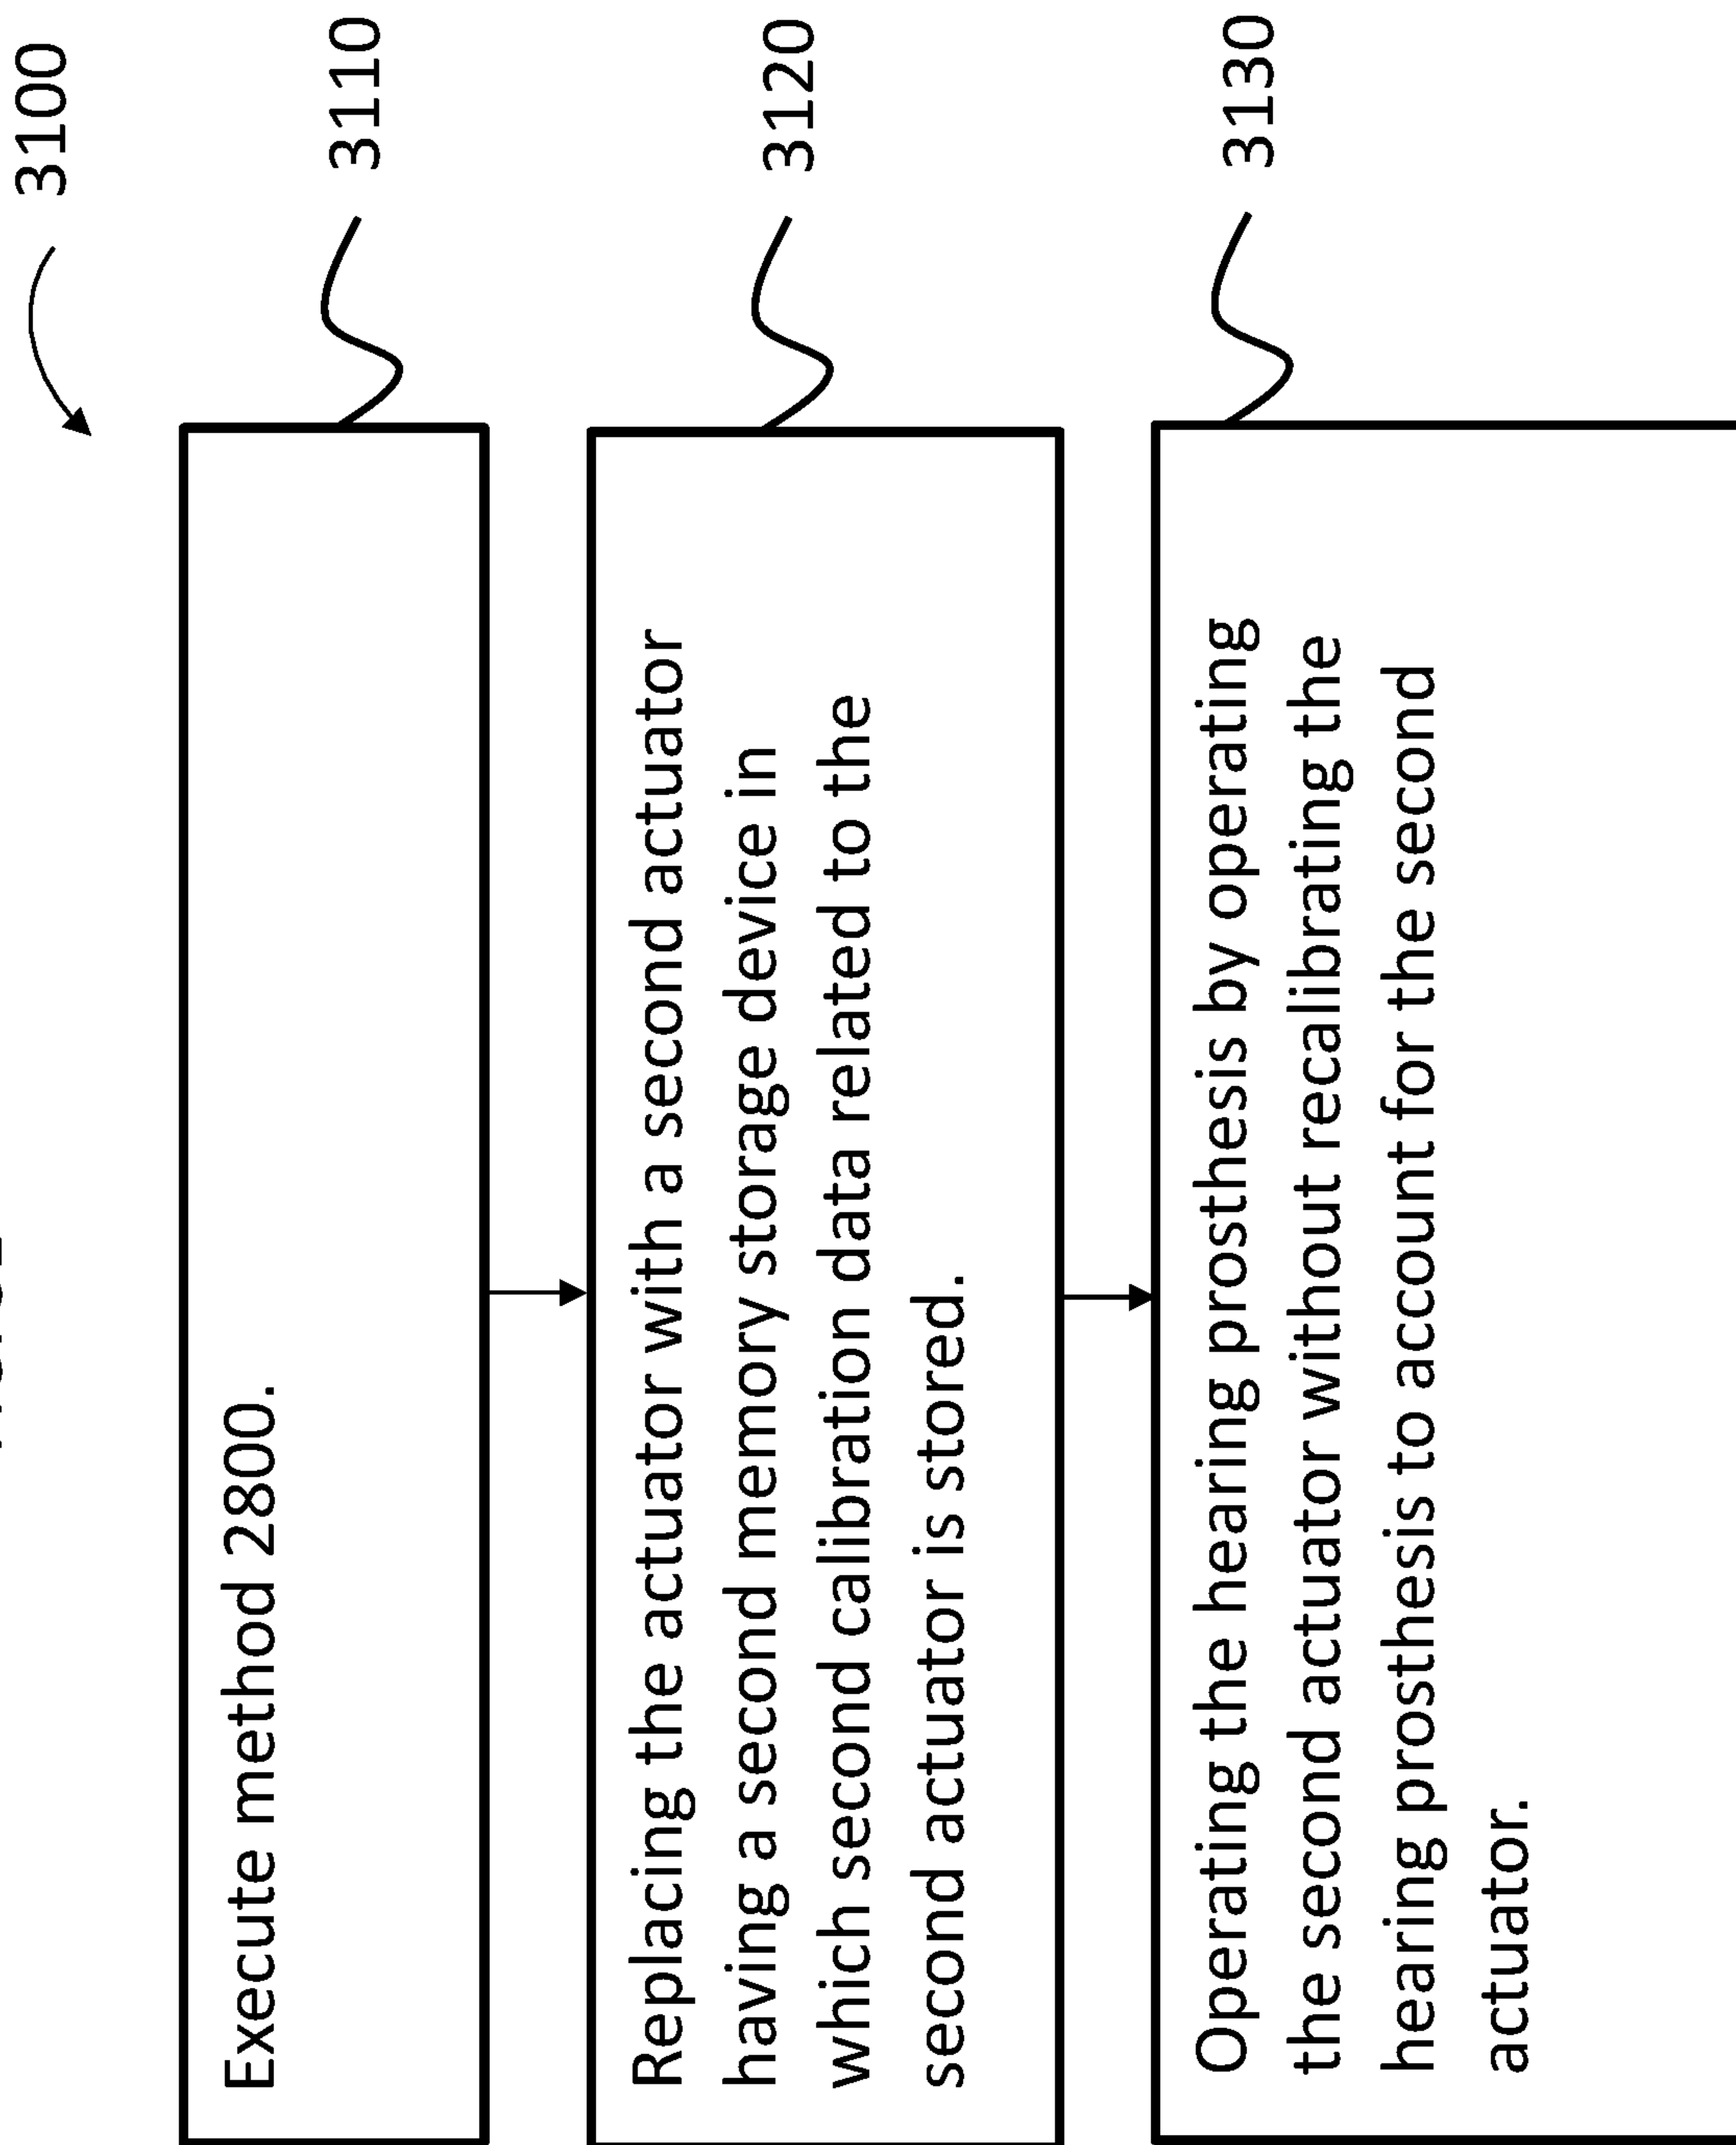 3100
Execute method 2800.
3110
Replacing the actuator with a second actuator
having a second memory storage device in
which second calibration data related to the
second actuator is stored.
3120
Operating the hearing prosthesis by operating
the second actuator without recalibrating the
hearing prosthesis to account for the second
actuator.
3130